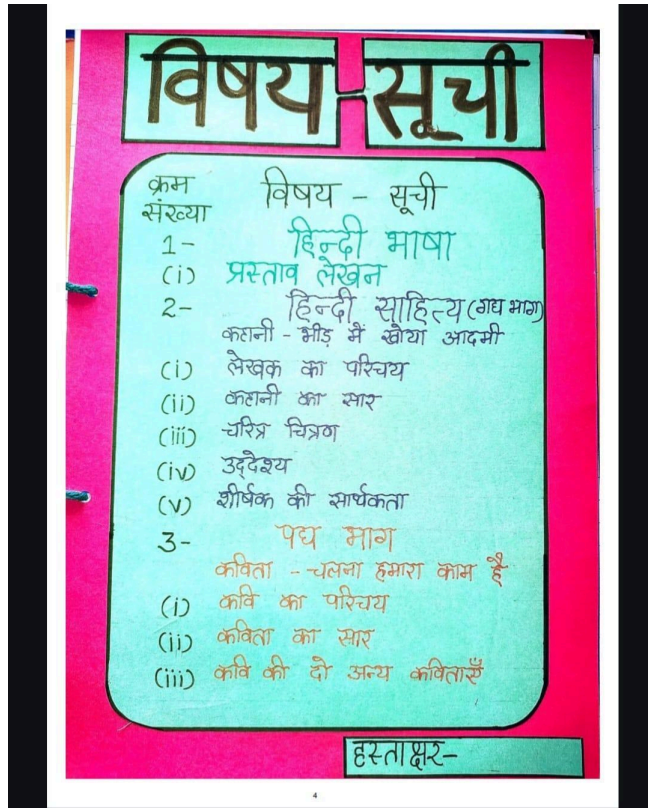 विषय-सूची
क्रम संख्या विषय - सूची
1- हिन्दी भाषा
(i) प्रस्ताव लेखन
2- हिन्दी साहित्य (गद्य भाग)
कहानी - भीड़ में खोया आदमी
(i) लेखक का परिचय
(ii) कहानी का सार
(iii) चरित्र चित्रण
(iv) उद्देश्य
(v) शीर्षक की सार्थकता
3- पद्य भाग
कविता - चलना हमारा काम है
(i) कवि का परिचय
(ii) कविता का सार
(iii) कवि की दो अन्य कविताएँ
हस्ताक्षर-
4